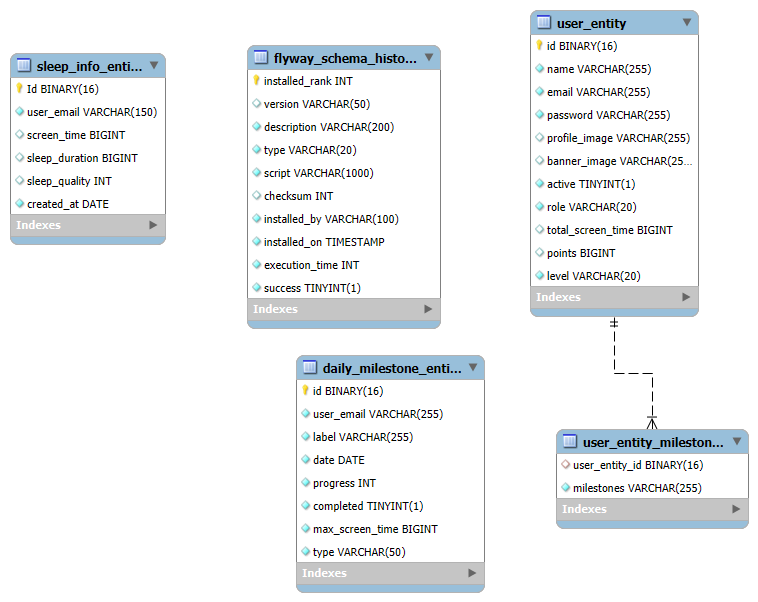 sleep_info_enti...
Id BINARY(16)
user_email VARCHAR(150)
screen_time BIGINT
sleep_duration BIGINT
sleep_quality INT
created_at DATE
Indexes
flyway_schema_histo...
installed_rank INT
version VARCHAR(50)
description VARCHAR(200)
type VARCHAR(20)
script VARCHAR(1000)
checksum INT
installed_by VARCHAR(100)
installed_on TIMESTAMP
execution_time INT
success TINYINT(1)
Indexes
user_entity
id BINARY(16)
name VARCHAR(255)
email VARCHAR(255)
password VARCHAR(255)
profile_image VARCHAR(255)
banner_image VARCHAR(25...
active TINYINT(1)
role VARCHAR(20)
total_screen_time BIGINT
points BIGINT
level VARCHAR(20)
Indexes
daily_milestone_enti...
id BINARY(16)
user_email VARCHAR(255)
label VARCHAR(255)
date DATE
progress INT
completed TINYINT(1)
max_screen_time BIGINT
type VARCHAR(50)
Indexes
user_entity_mileston...
user_entity_id BINARY(16)
milestones VARCHAR(255)
Indexes